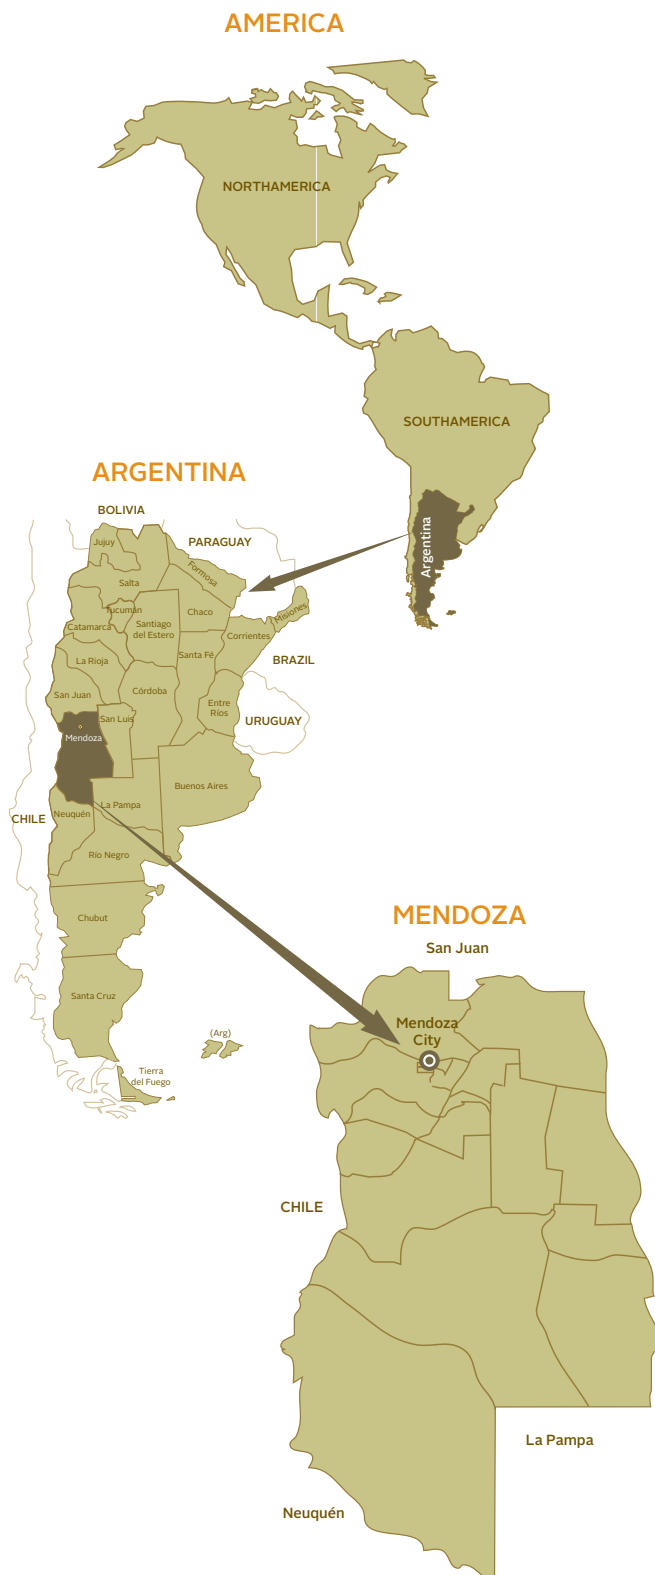 AMERICA
NORTHAMERICA
SOUTHAMERICA
Argentina
ARGENTINA
BOLIVIA
PARAGUAY
Jujuy
Formosa
Salta
Tucumán
Chaco
Misiones
Catamarca
Santiago
del Estero
Corrientes
Santa Fé
BRAZIL
La Rioja
San Juan
Córdoba
Entre
Ríos
San Luis
URUGUAY
Mendoza
Buenos Aires
La Pampa
CHILE
Neuquén
Río Negro
Chubut
Santa Cruz
(Arg)
Tierra
del Fuego
MENDOZA
San Juan
Mendoza
City
CHILE
La Pampa
Neuquén